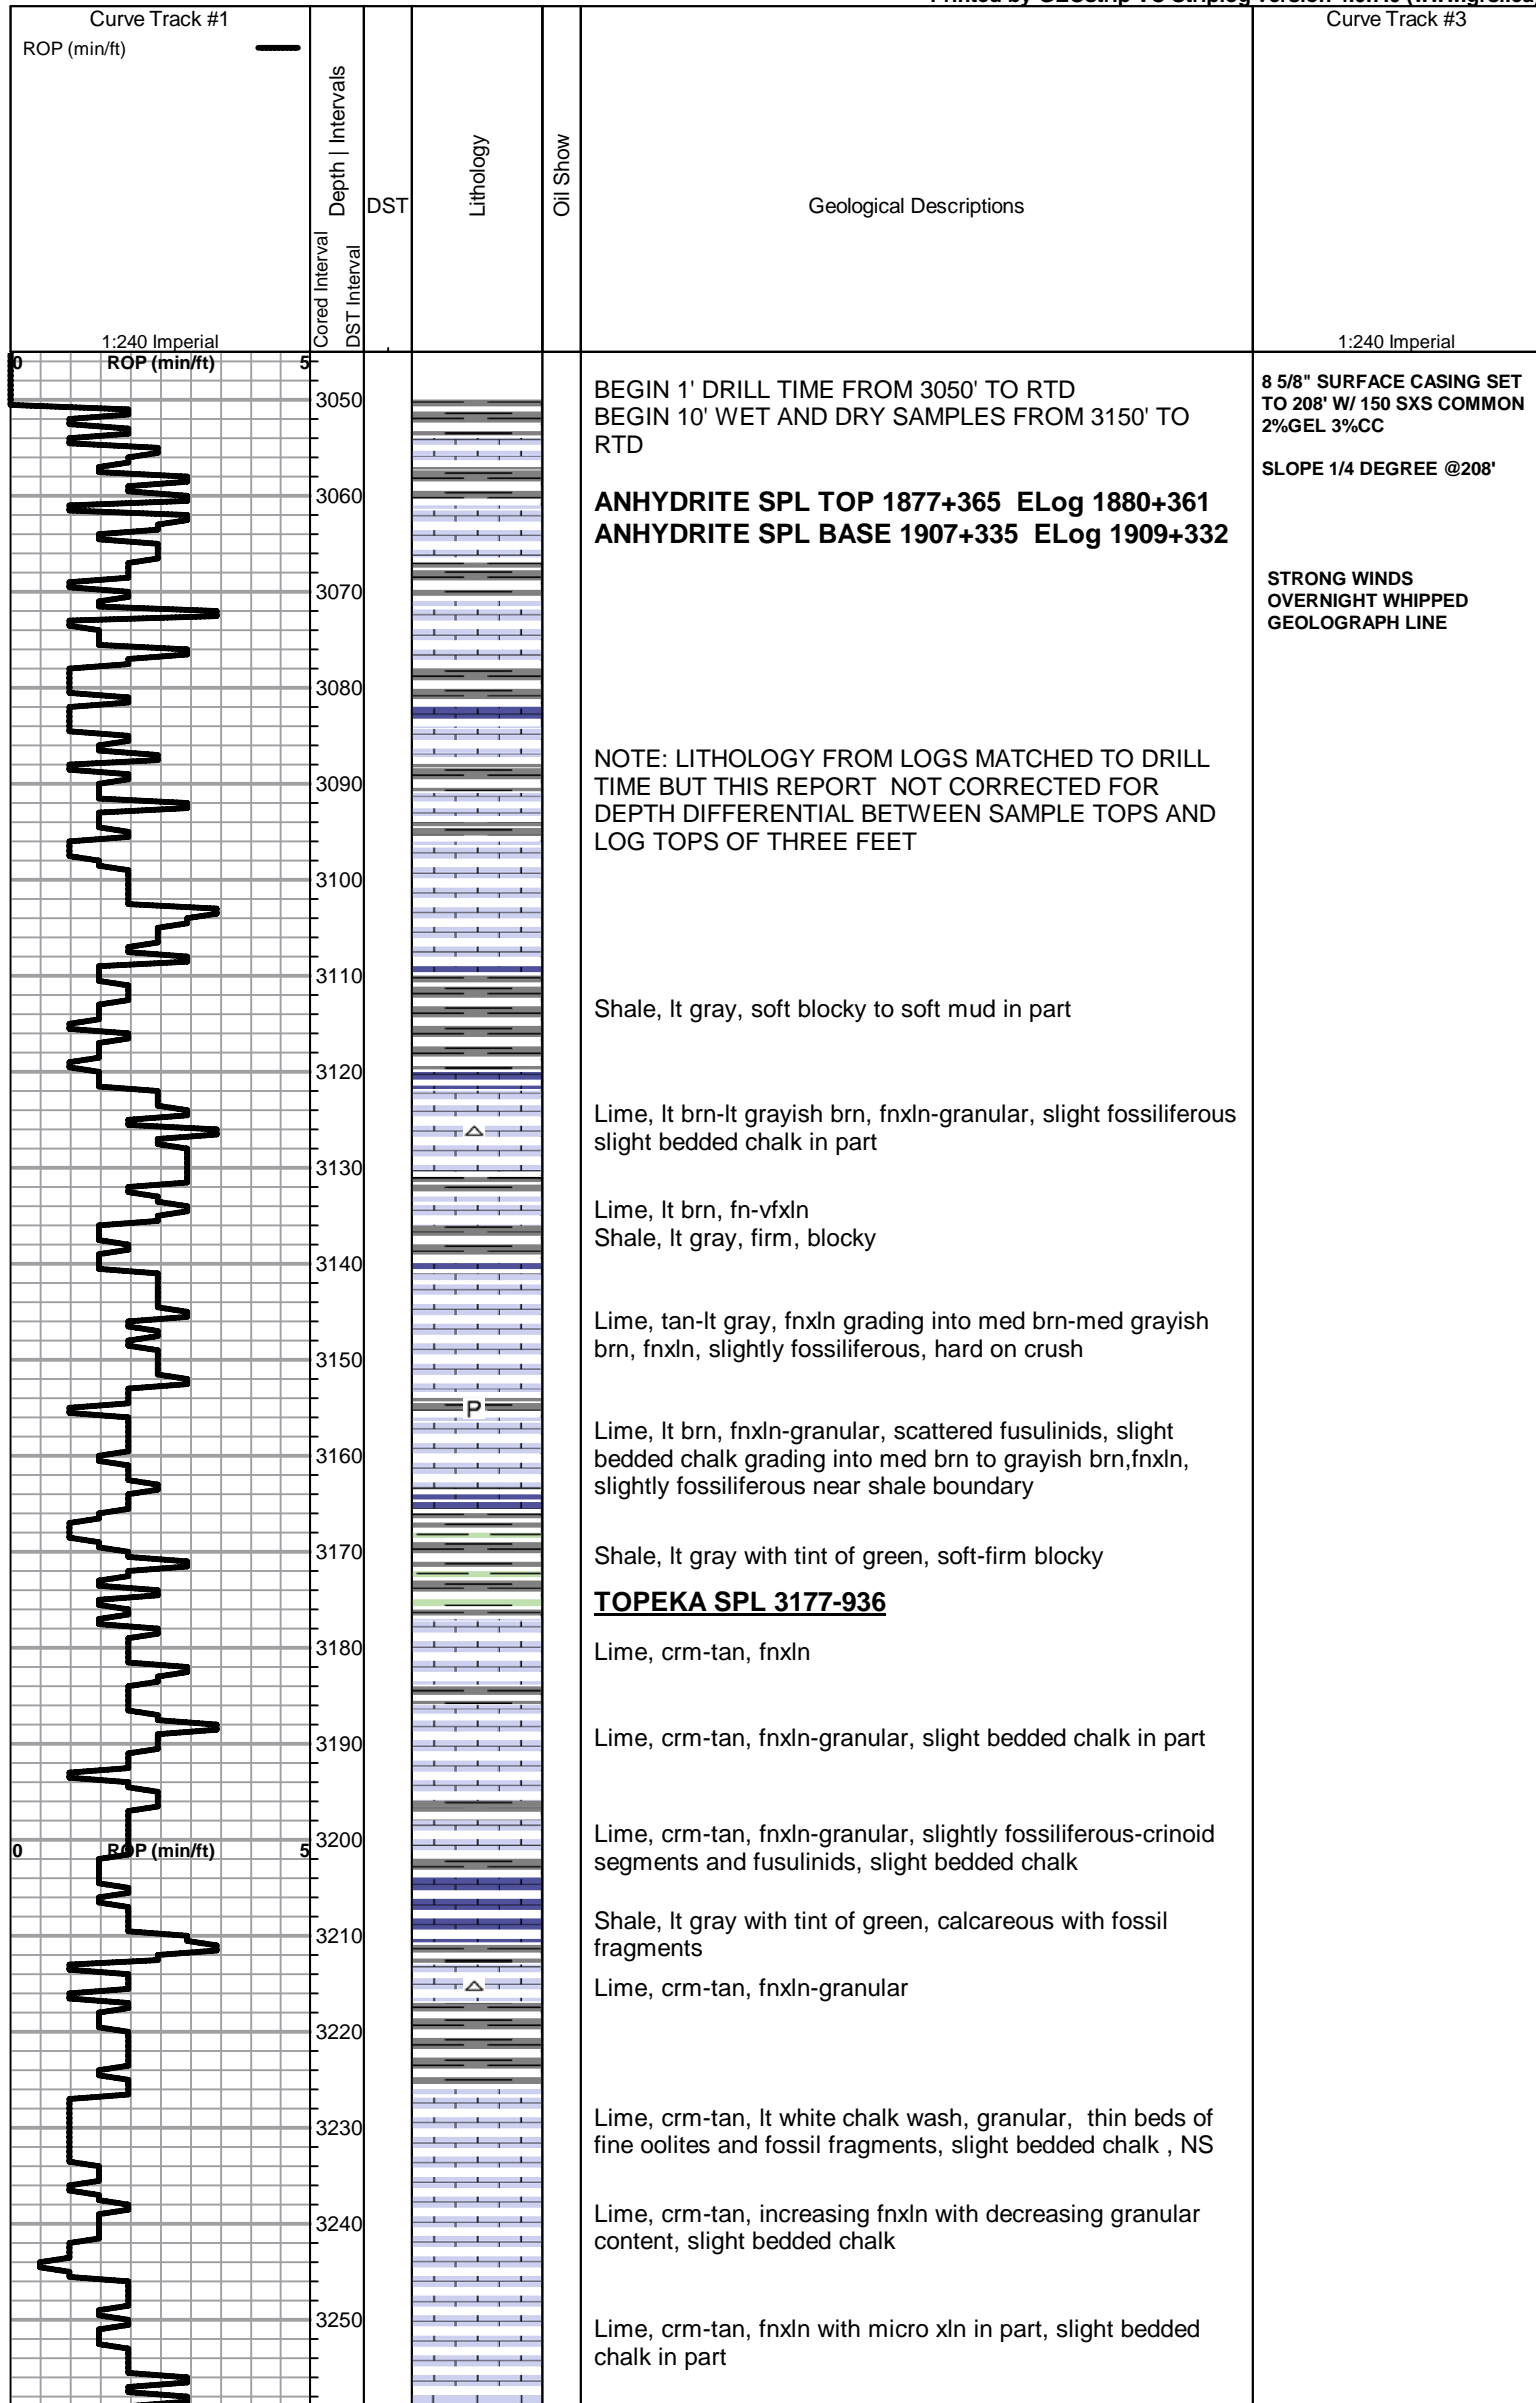 Curve Track #1
ROP (min/ft)
1:240 Imperial
Depth | Intervals
Cored Interval
DST Interval
DST
Lithology
Oil Show
Geological Descriptions
Curve Track #3
1:240 Imperial
0 ROP (min/ft) 5
3050
3060
3070
3080
3090
3100
3110
3120
3130
3140
3150
3160
3170
3180
3190
3200
0 ROP (min/ft) 5
3210
3220
3230
3240
3250
P
BEGIN 1' DRILL TIME FROM 3050' TO RTD
BEGIN 10' WET AND DRY SAMPLES FROM 3150' TO
RTD
ANHYDRITE SPL TOP 1877+365 ELog 1880+361
ANHYDRITE SPL BASE 1907+335 ELog 1909+332
NOTE: LITHOLOGY FROM LOGS MATCHED TO DRILL
TIME BUT THIS REPORT NOT CORRECTED FOR
DEPTH DIFFERENTIAL BETWEEN SAMPLE TOPS AND
LOG TOPS OF THREE FEET
Shale, lt gray, soft blocky to soft mud in part
Lime, lt brn-lt grayish brn, fnxln-granular, slight fossiliferous
slight bedded chalk in part
Lime, lt brn, fn-vfxln
Shale, lt gray, firm, blocky
Lime, tan-lt gray, fnxln grading into med brn-med grayish
brn, fnxln, slightly fossiliferous, hard on crush
Lime, lt brn, fnxln-granular, scattered fusulinids, slight
bedded chalk grading into med brn to grayish brn,fnxln,
slightly fossiliferous near shale boundary
Shale, lt gray with tint of green, soft-firm blocky
TOPEKA SPL 3177-936
Lime, crm-tan, fnxln
Lime, crm-tan, fnxln-granular, slight bedded chalk in part
Lime, crm-tan, fnxln-granular, slightly fossiliferous-crinoid
segments and fusulinids, slight bedded chalk
Shale, lt gray with tint of green, calcareous with fossil
fragments
Lime, crm-tan, fnxln-granular
Lime, crm-tan, lt white chalk wash, granular, thin beds of
fine oolites and fossil fragments, slight bedded chalk , NS
Lime, crm-tan, increasing fnxln with decreasing granular
content, slight bedded chalk
Lime, crm-tan, fnxln with micro xln in part, slight bedded
chalk in part
8 5/8" SURFACE CASING SET
TO 208' W/ 150 SXS COMMON
2%GEL 3%CC
SLOPE 1/4 DEGREE @208'
STRONG WINDS
OVERNIGHT WHIPPED
GEOLOGRAPH LINE